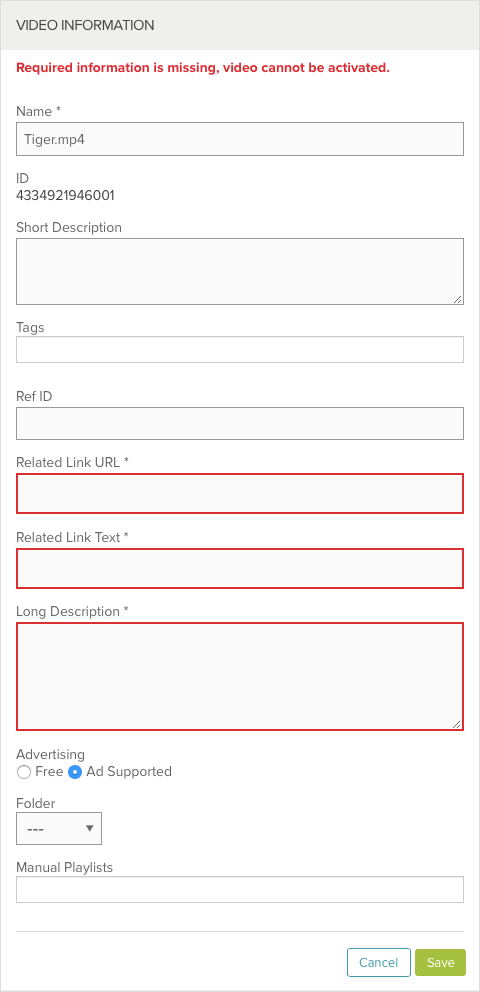 VIDEO INFORMATION
Required information is missing, video cannot be activated.
Name *
Tiger.mp4
ID
4334921946001
Short Description
Tags
Ref ID
Related Link URL *
Related Link Text *
Long Description *
Advertising
Free Ad Supported
Folder
---
Manual Playlists
Cancel Save